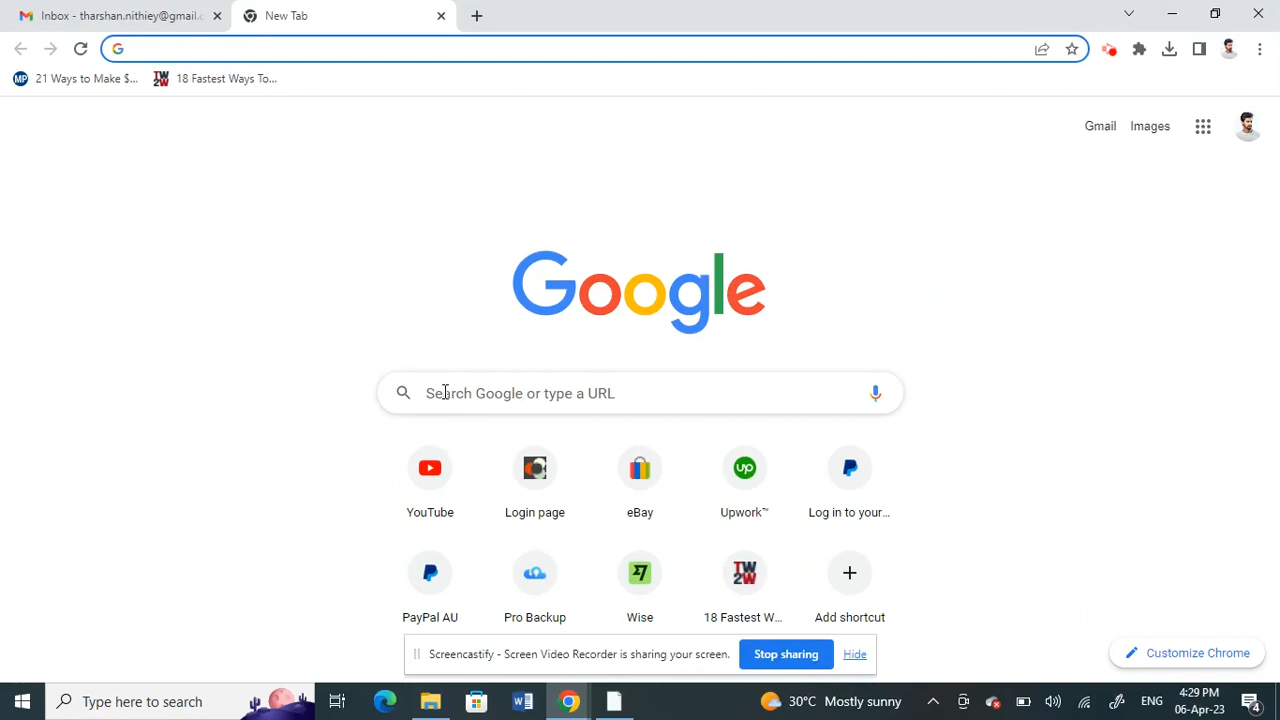 Inbox - tharshan.nithiey@gmail.c
New Tab
21 Ways to Make $...
18 Fastest Ways To...
Gmail
Images
Google
Search Google or type a URL
YouTube
Login page
eBay
Upwork™
Log in to your...
PayPal AU
Pro Backup
Wise
18 Fastest W...
Add shortcut
Screencastify - Screen Video Recorder is sharing your screen.
Stop sharing
Hide
Customize Chrome
Type here to search
30°C Mostly sunny
ENG
4:29 PM
06-Apr-23
4